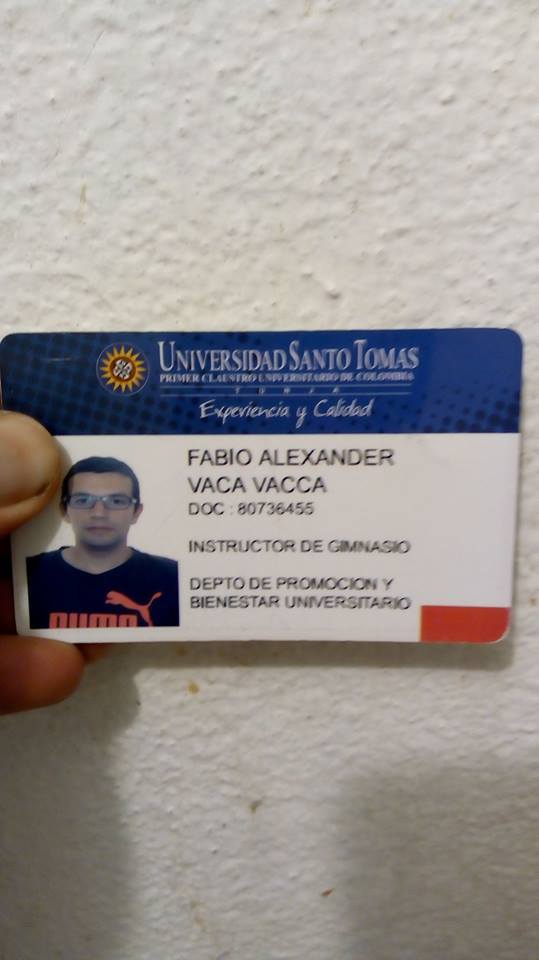 UNIVERSIDAD SANTO TOMAS
PRIMER CLAUSTRO UNIVERSITARIO DE COLOMBIA
TUNJA
Experiencia y Calidad
FABIO ALEXANDER
VACA VACCA
DOC : 80736455
INSTRUCTOR DE GIMNASIO
DEPTO DE PROMOCION Y
BIENESTAR UNIVERSITARIO
PUMA